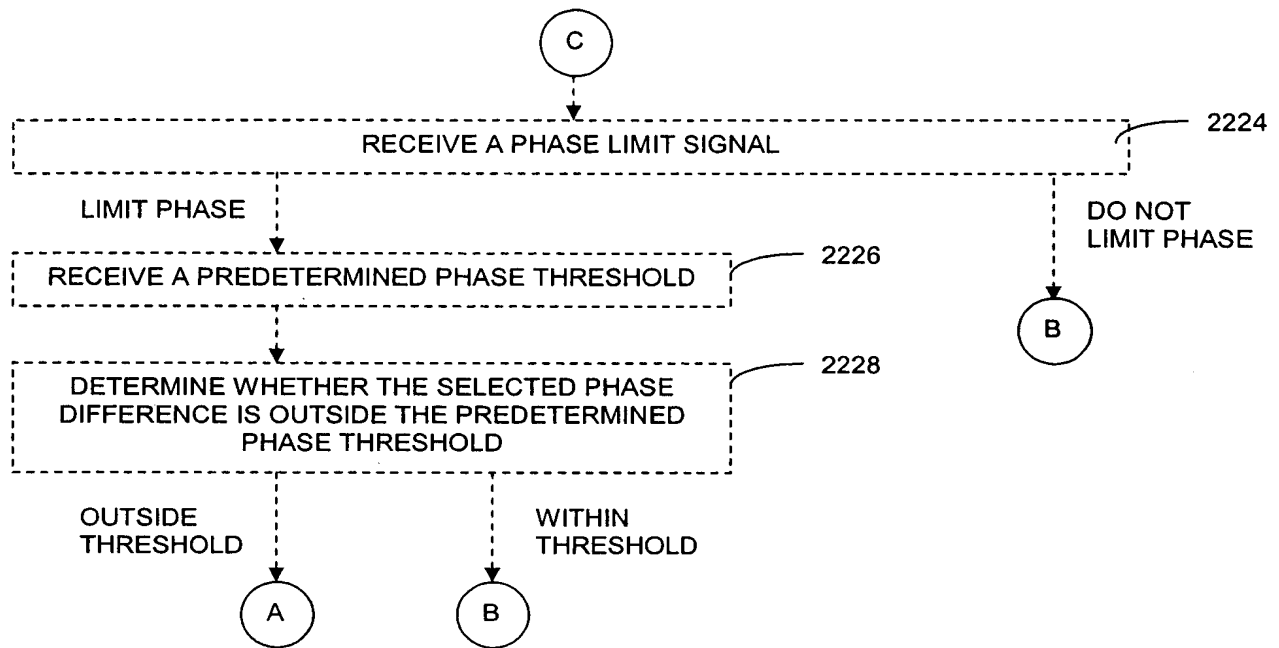 C
RECEIVE A PHASE LIMIT SIGNAL
2224
LIMIT PHASE
DO NOT
LIMIT PHASE
RECEIVE A PREDETERMINED PHASE THRESHOLD
2226
B
DETERMINE WHETHER THE SELECTED PHASE
DIFFERENCE IS OUTSIDE THE PREDETERMINED
PHASE THRESHOLD
2228
OUTSIDE
THRESHOLD
WITHIN
THRESHOLD
A
B